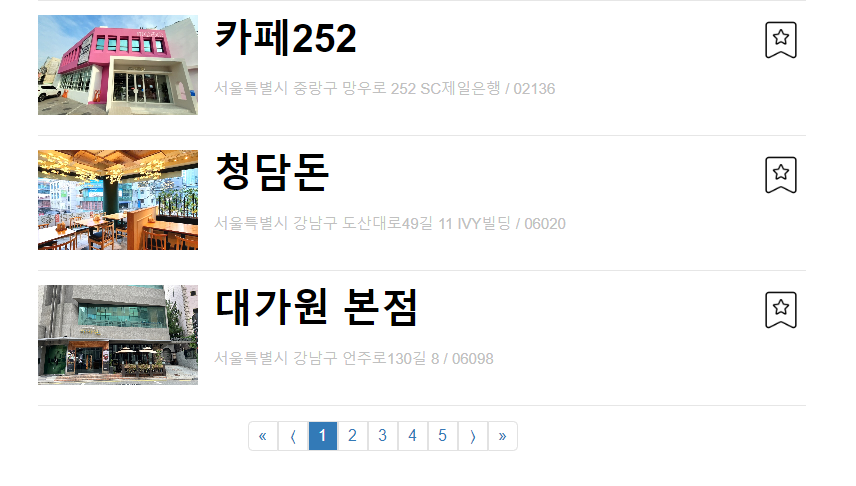 카페252
서울특별시 중랑구 망우로 252 SC제일은행 / 02136
청담돈
서울특별시 강남구 도산대로49길 11 IVY빌딩 / 06020
대가원 본점
서울특별시 강남구 언주로130길 8 / 06098
« ⟨ 1 2 3 4 5 ⟩ »